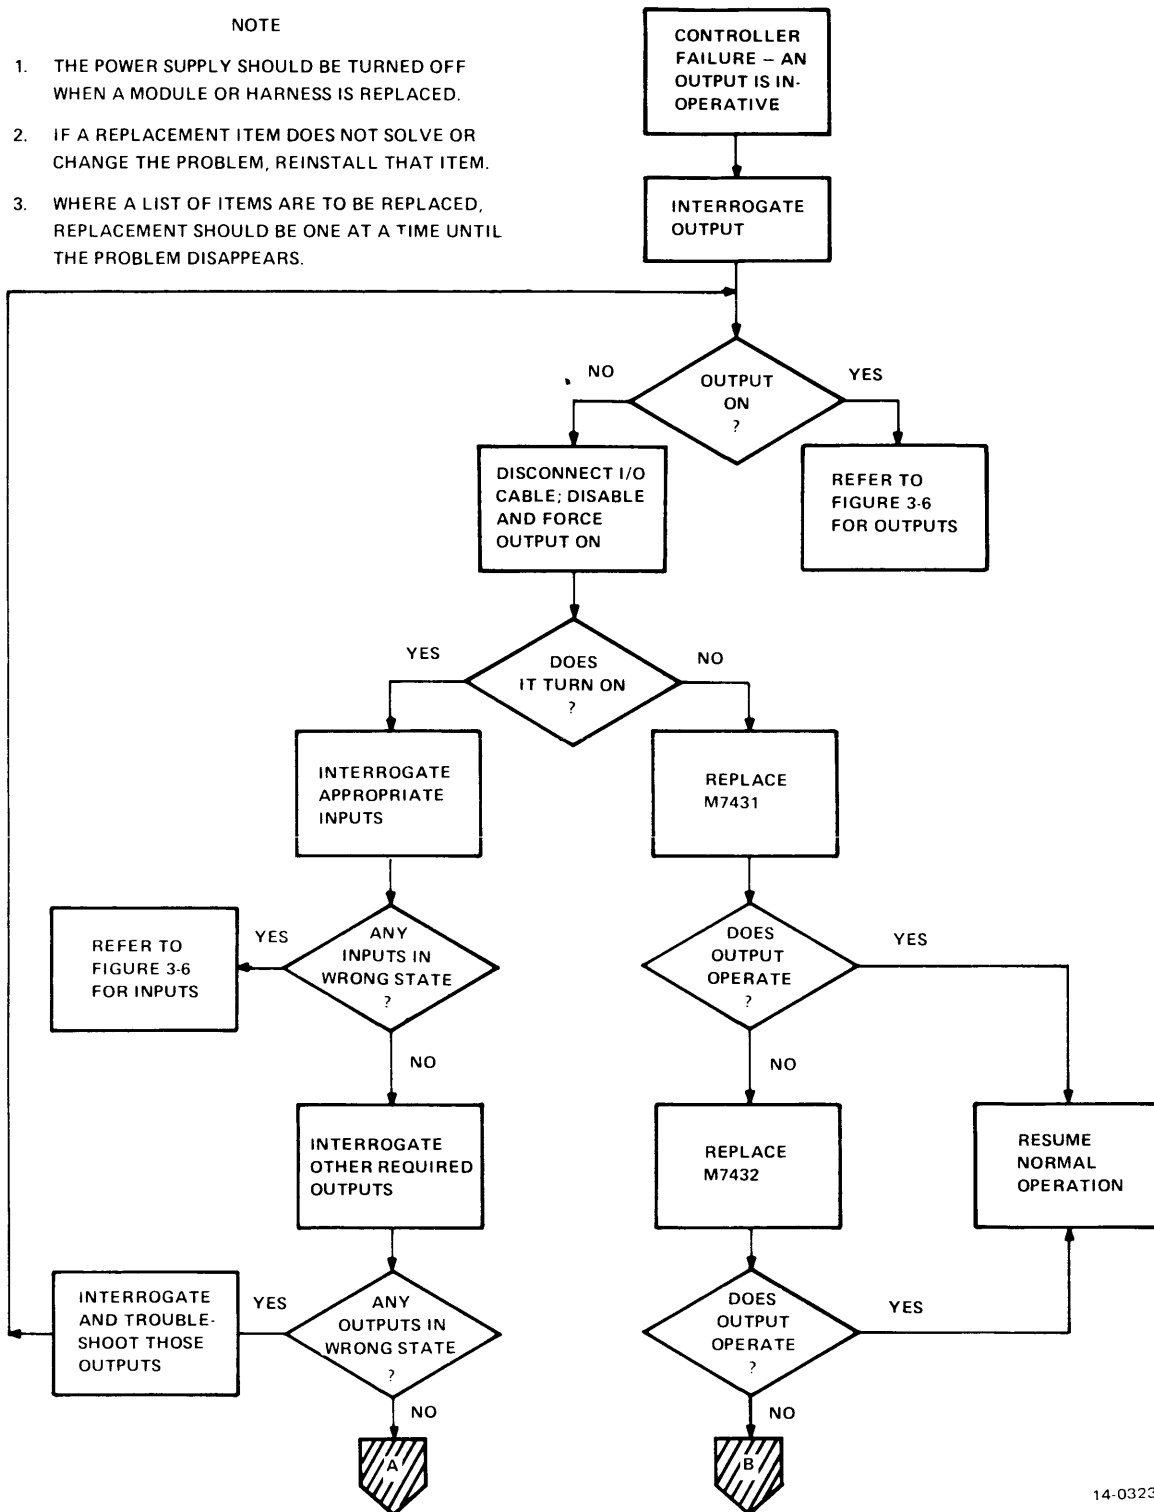 NOTE
1. THE POWER SUPPLY SHOULD BE TURNED OFF
WHEN A MODULE OR HARNESS IS REPLACED.
2. IF A REPLACEMENT ITEM DOES NOT SOLVE OR
CHANGE THE PROBLEM, REINSTALL THAT ITEM.
3. WHERE A LIST OF ITEMS ARE TO BE REPLACED,
REPLACEMENT SHOULD BE ONE AT A TIME UNTIL
THE PROBLEM DISAPPEARS.
CONTROLLER
FAILURE – AN
OUTPUT IS IN-
OPERATIVE
INTERROGATE
OUTPUT
NO
OUTPUT
ON
?
YES
DISCONNECT I/O
CABLE; DISABLE
AND FORCE
OUTPUT ON
REFER TO
FIGURE 3-6
FOR OUTPUTS
YES
DOES
IT TURN ON
?
NO
INTERROGATE
APPROPRIATE
INPUTS
REPLACE
M7431
REFER TO
FIGURE 3-6
FOR INPUTS
YES
ANY
INPUTS IN
WRONG STATE
?
NO
DOES
OUTPUT
OPERATE
?
YES
NO
INTERROGATE
OTHER REQUIRED
OUTPUTS
REPLACE
M7432
RESUME
NORMAL
OPERATION
INTERROGATE
AND TROUBLE-
SHOOT THOSE
OUTPUTS
YES
ANY
OUTPUTS IN
WRONG STATE
?
NO
DOES
OUTPUT
OPERATE
?
YES
NO
A
B
14-0323